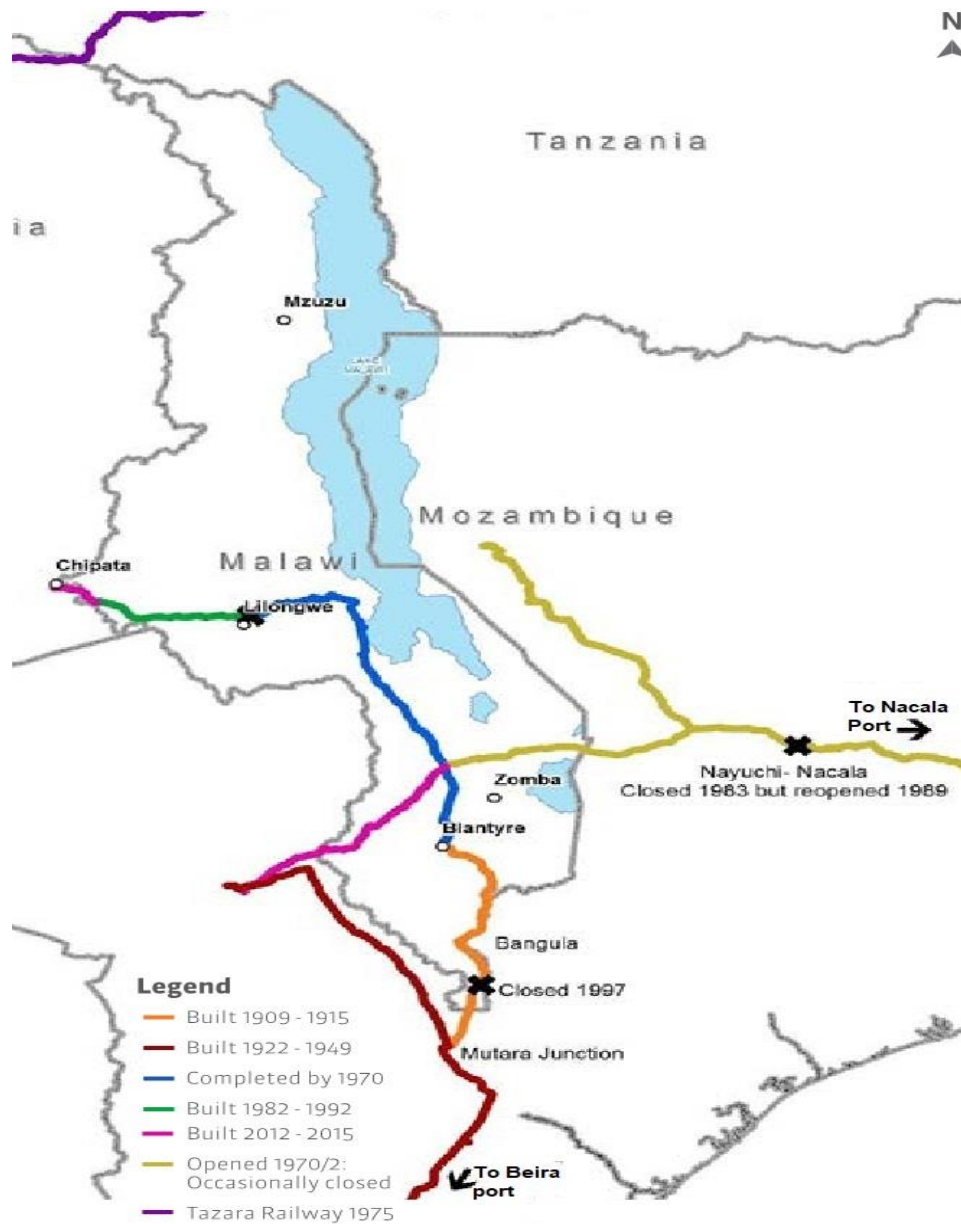 N
Tanzania
ia
Mzuzu
LAKE
MALAWI
Mozambique
Malawi
Chipata
Lilongwe
To Nacala
Port
Nayuchi- Nacala
Closed 1983 but reopened 1989
Zomba
Blantyre
Bangula
Closed 1997
Mutara Junction
To Beira
port
Legend
Built 1909 - 1915
Built 1922 - 1949
Completed by 1970
Built 1982 - 1992
Built 2012 - 2015
Opened 1970/2:
Occasionally closed
Tazara Railway 1975